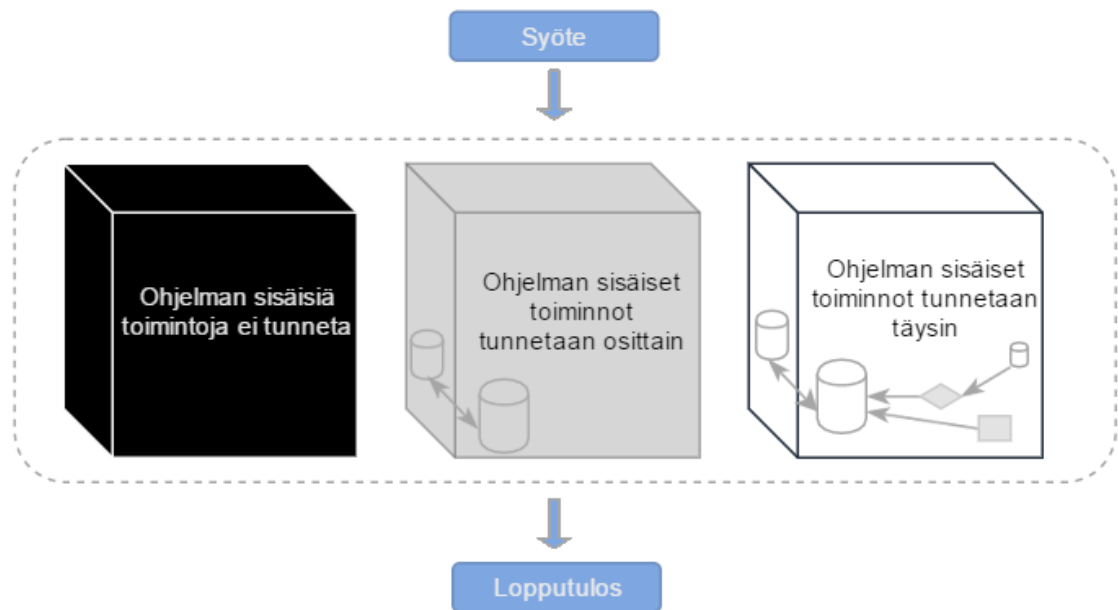 Syöte
Ohjelman sisäisiä
toimintoja ei tunneta
Ohjelman sisäiset
toiminnot
tunnetaan osittain
Ohjelman sisäiset
toiminnot tunnetaan
täysin
Lopputulos